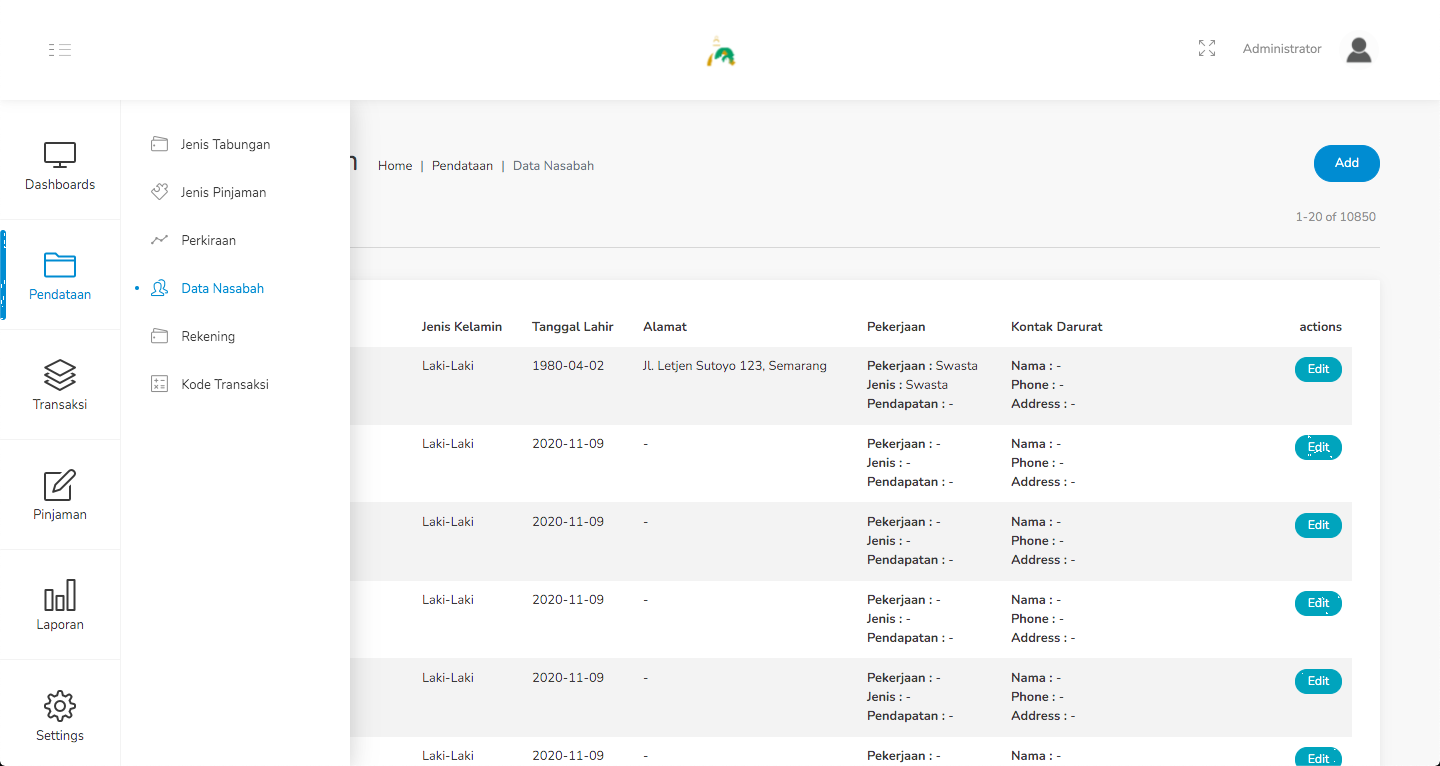 Administrator
Dashboards
Pendataan
Transaksi
Pinjaman
Laporan
Settings
Jenis Tabungan
Jenis Pinjaman
Perkiraan
Data Nasabah
Rekening
Kode Transaksi
Home | Pendataan | Data Nasabah
Add
1-20 of 10850
Jenis Kelamin Tanggal Lahir Alamat Pekerjaan Kontak Darurat actions
Laki-Laki 1980-04-02 Jl. Letjen Sutoyo 123, Semarang Pekerjaan : Swasta Nama : - Edit
Jenis : Swasta Phone : -
Pendapatan : - Address : -
Laki-Laki 2020-11-09 - Pekerjaan : - Nama : - Edit
Jenis : - Phone : -
Pendapatan : - Address : -
Laki-Laki 2020-11-09 - Pekerjaan : - Nama : - Edit
Jenis : - Phone : -
Pendapatan : - Address : -
Laki-Laki 2020-11-09 - Pekerjaan : - Nama : - Edit
Jenis : - Phone : -
Pendapatan : - Address : -
Laki-Laki 2020-11-09 - Pekerjaan : - Nama : - Edit
Jenis : - Phone : -
Pendapatan : - Address : -
Laki-Laki 2020-11-09 - Pekerjaan : - Nama : - Edit